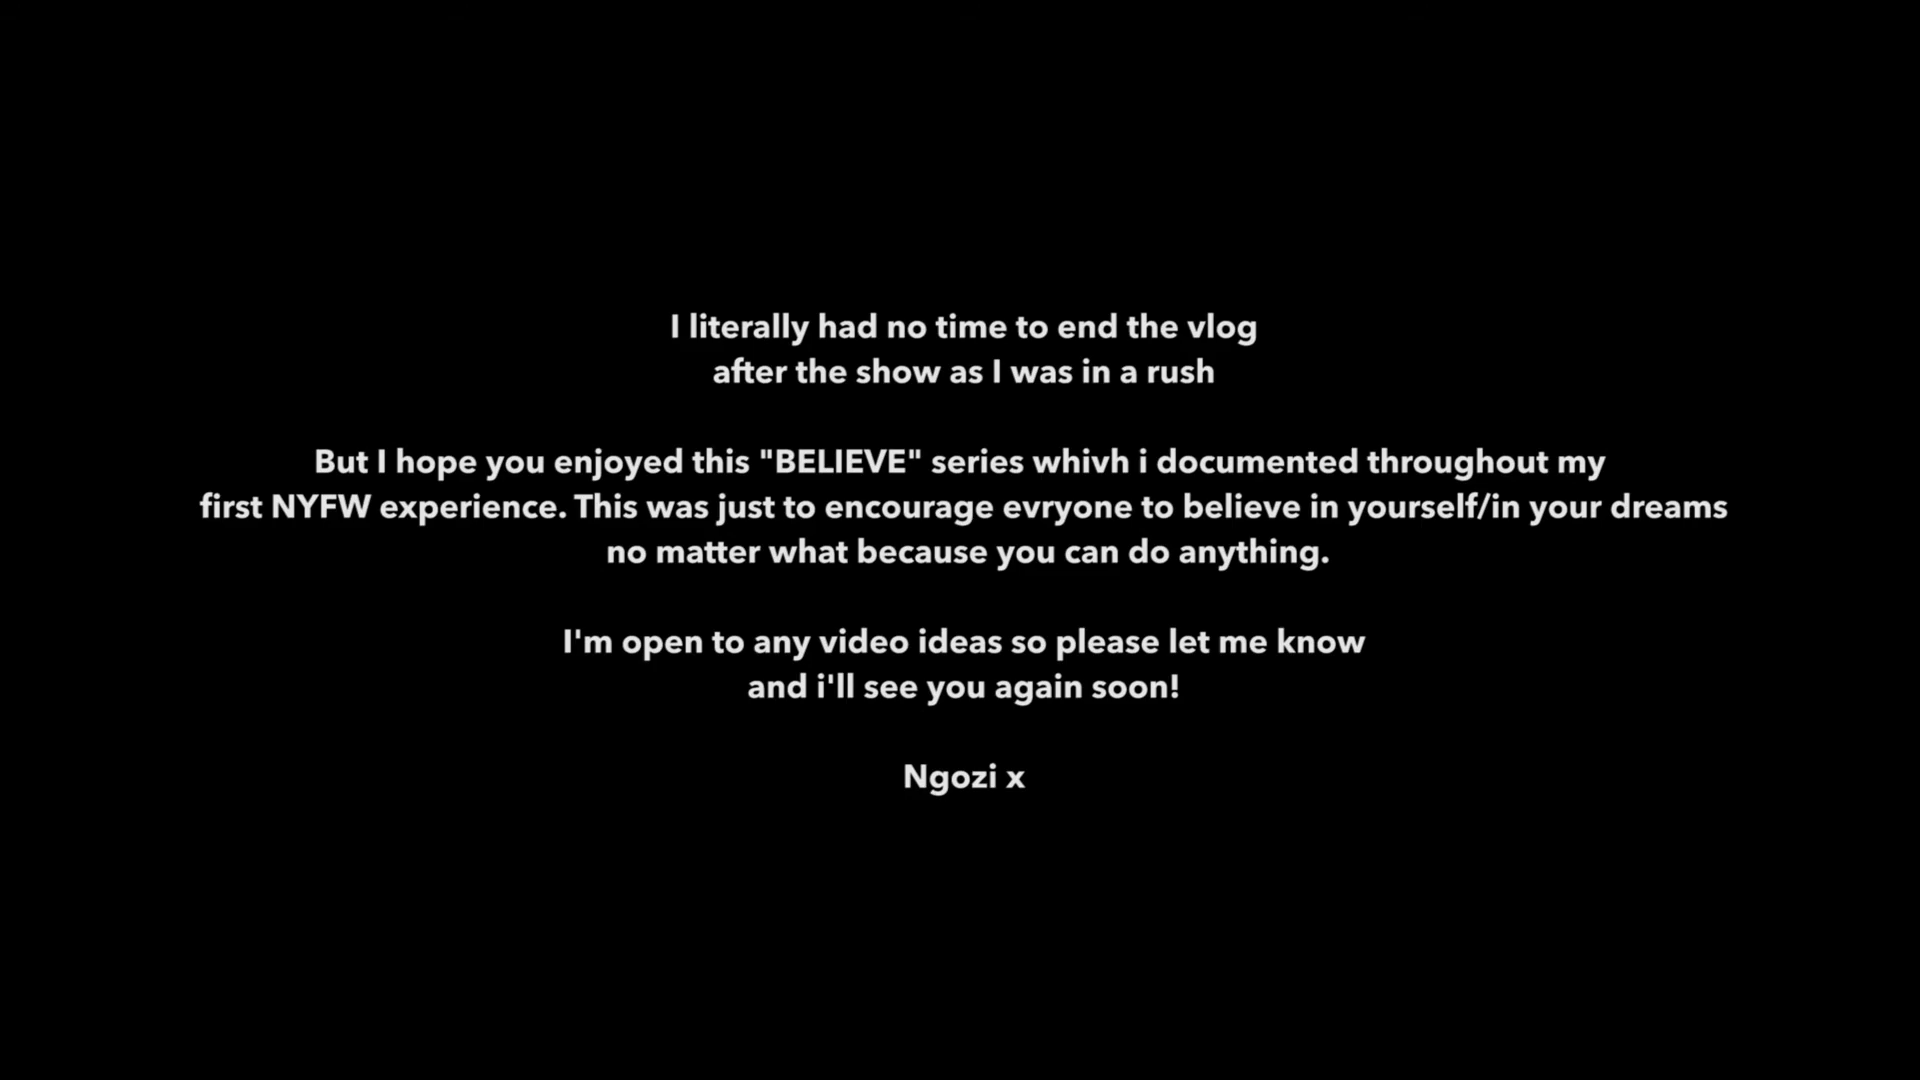 I literally had no time to end the vlog
after the show as I was in a rush
But I hope you enjoyed this "BELIEVE" series whivh i documented throughout my
first NYFW experience. This was just to encourage evryone to believe in yourself/in your dreams
no matter what because you can do anything.
I'm open to any video ideas so please let me know
and i'll see you again soon!
Ngozi x